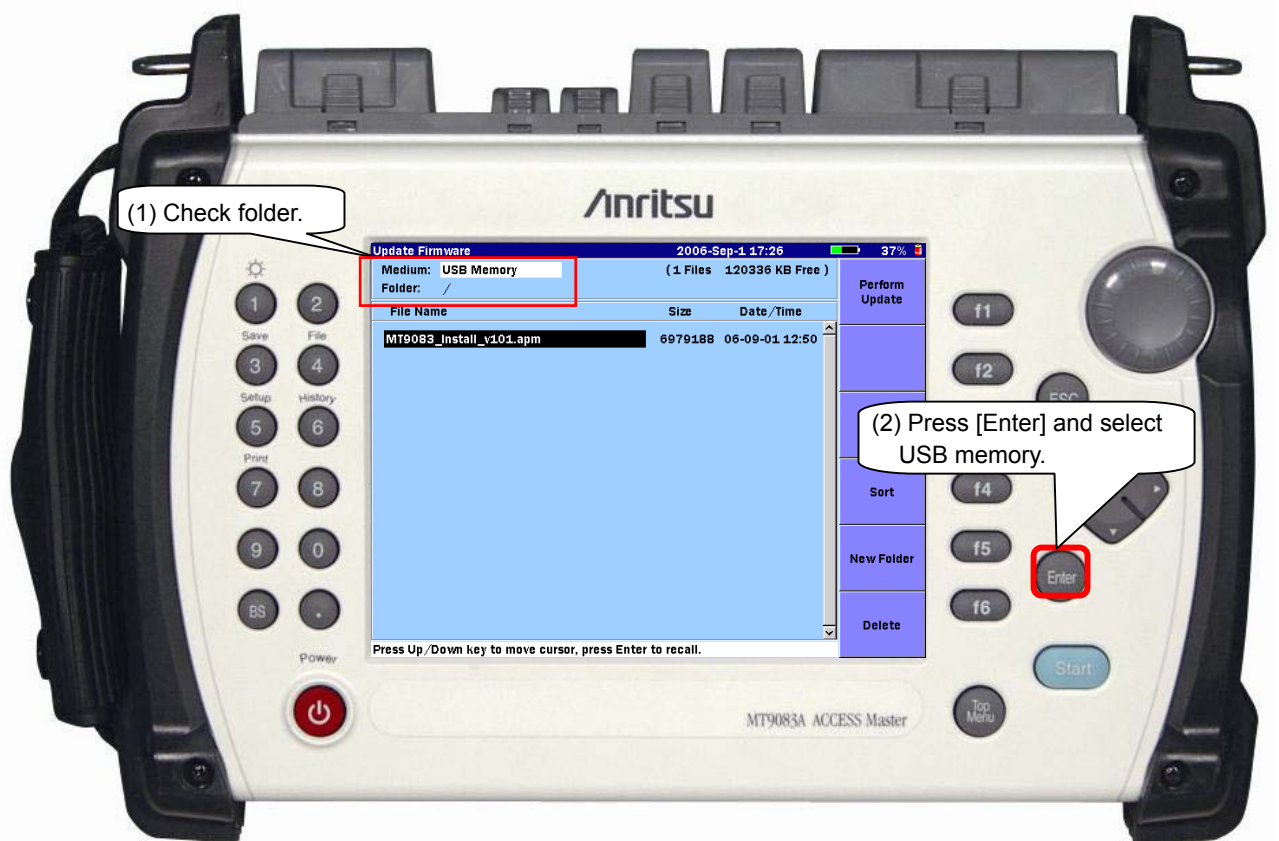 Anritsu
(1) Check folder.
Update Firmware 2006-Sep-1 17:26 37%
Medium: USB Memory (1 Files 120336 KB Free )
Folder: /
File Name Size Date/Time
MT9083_Install_v101.apm 6979188 06-09-01 12:50
Press Up/Down key to move cursor, press Enter to recall.
Perform
Update
Sort
New Folder
Delete
(2) Press [Enter] and select
USB memory.
1 2
Save File
3 4
Setup History
5 6
Print
7 8
9 0
BS .
Power
f1
f2
ESC
f4
f5
Enter
f6
Start
Top
Menu
MT9083A ACCESS Master